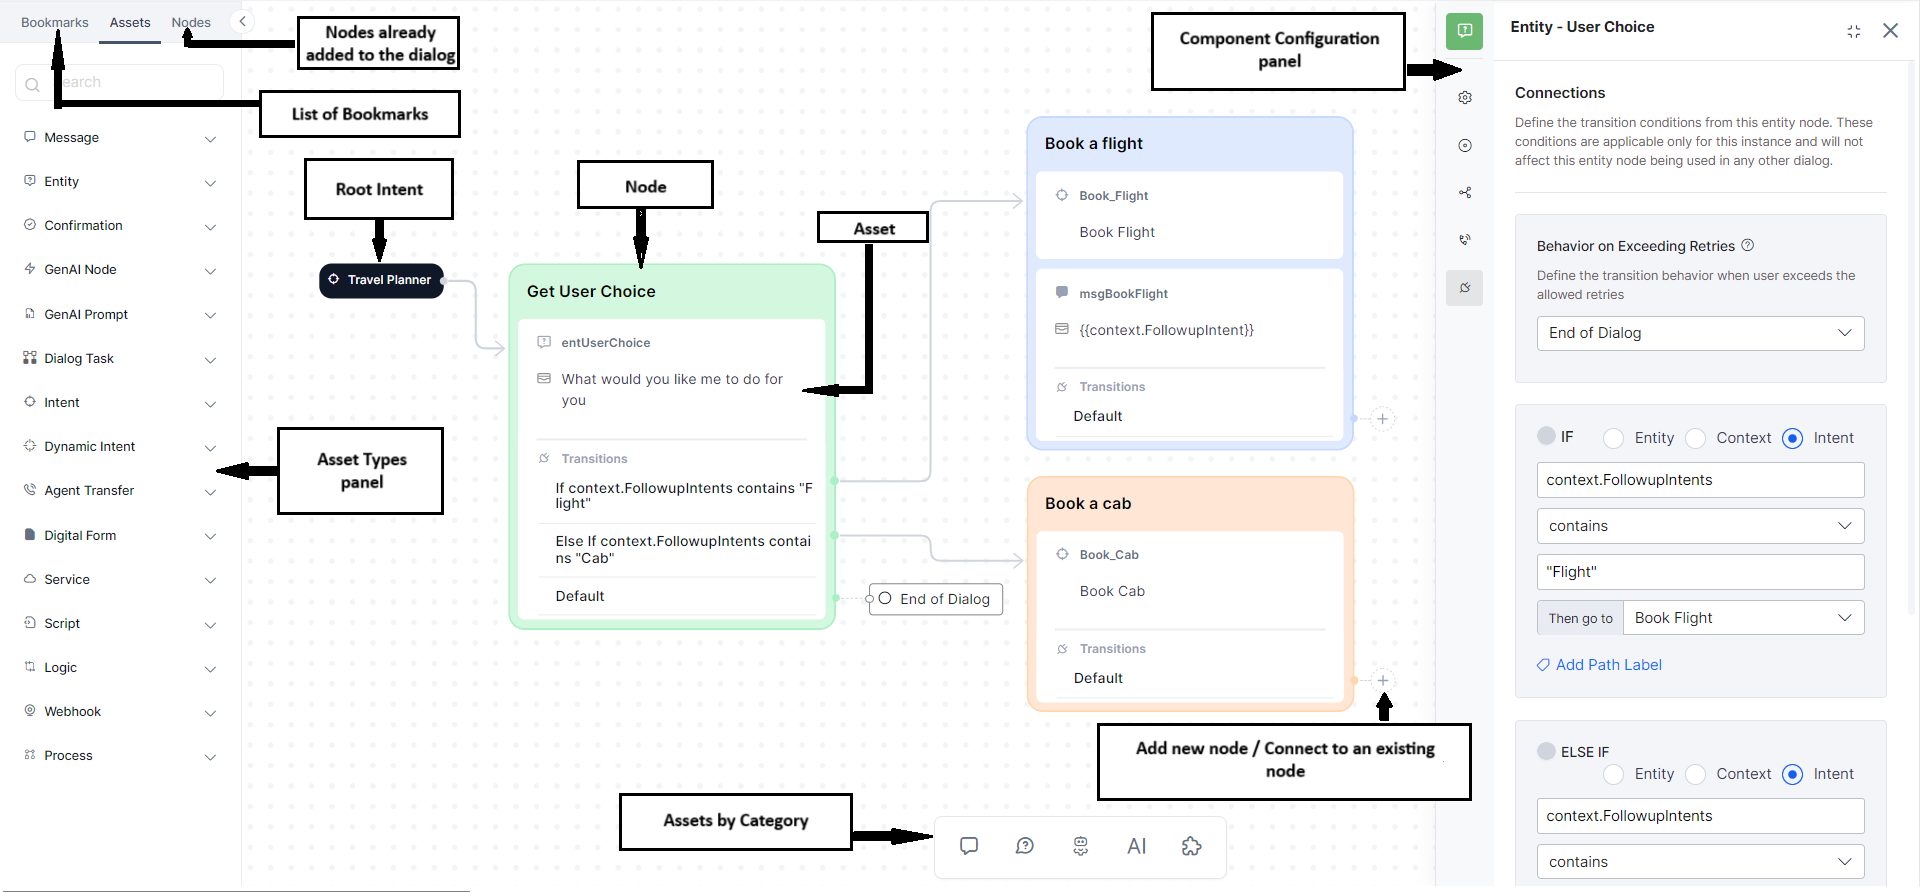 Bookmarks
Assets
Nodes
Nodes already
added to the dialog
earch
List of Bookmarks
Message
Entity
Confirmation
GenAI Node
GenAI Prompt
Dialog Task
Intent
Dynamic Intent
Agent Transfer
Digital Form
Service
Script
Logic
Webhook
Process
Root Intent
Travel Planner
Asset Types
panel
Node
Get User Choice
entUserChoice
What would you like me to do for
you
Transitions
If context.FollowupIntents contains "F
light"
Else If context.FollowupIntents contai
ns "Cab"
Default
End of Dialog
Asset
Book a flight
Book_Flight
Book Flight
msgBookFlight
{{context.FollowupIntent}}
Transitions
Default
Book a cab
Book_Cab
Book Cab
Transitions
Default
Add new node / Connect to an existing
node
Assets by Category
AI
Component Configuration
panel
Entity - User Choice
Connections
Define the transition conditions from this entity node. These
conditions are applicable only for this instance and will not
affect this entity node being used in any other dialog.
Behavior on Exceeding Retries
Define the transition behavior when user exceeds the
allowed retries
End of Dialog
IF Entity Context Intent
context.FollowupIntents
contains
"Flight"
Then go to Book Flight
Add Path Label
ELSE IF
Entity Context Intent
context.FollowupIntents
contains